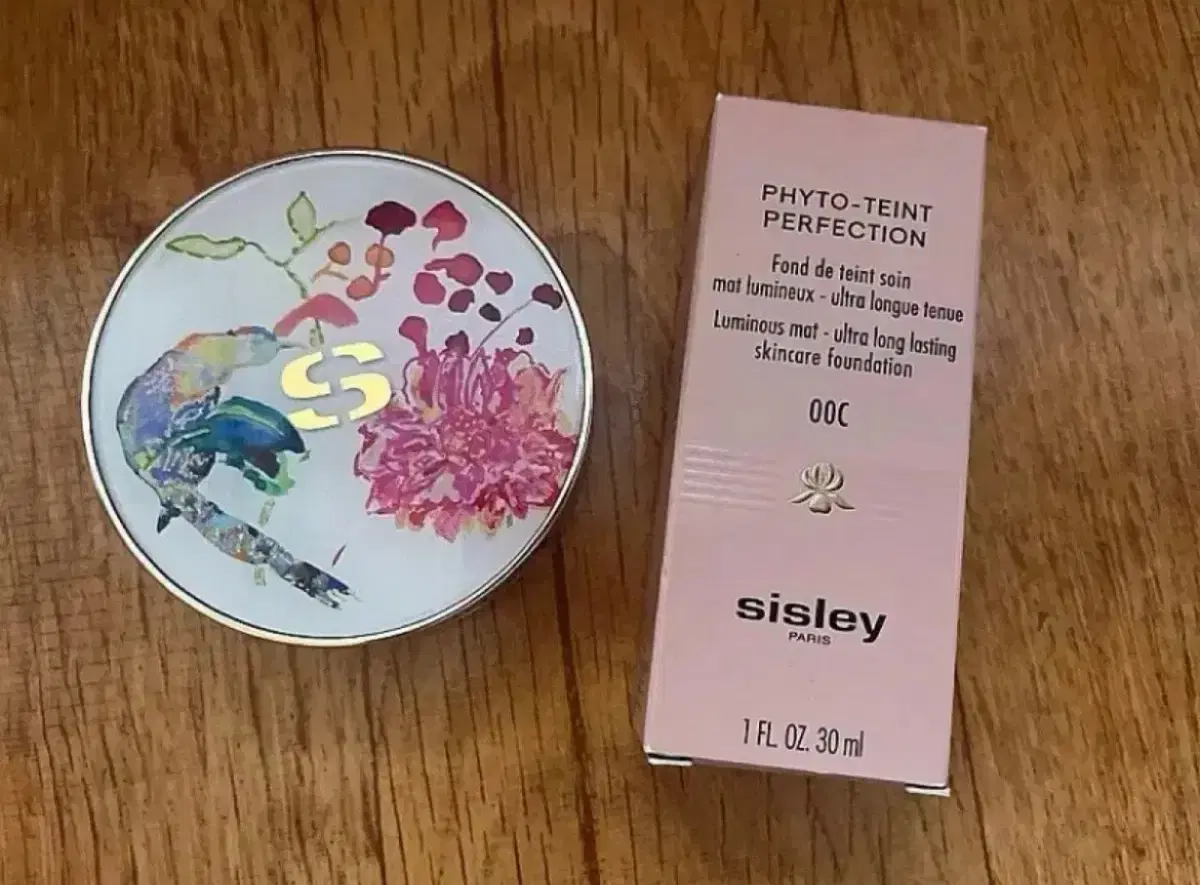 S
PHYTO-TEINT
PERFECTION
Fond de teint soin
mat lumineux - ultra longue tenue
Luminous mat - ultra long lasting
skincare foundation
00C
sisley
PARIS
1 FL. OZ. 30 ml